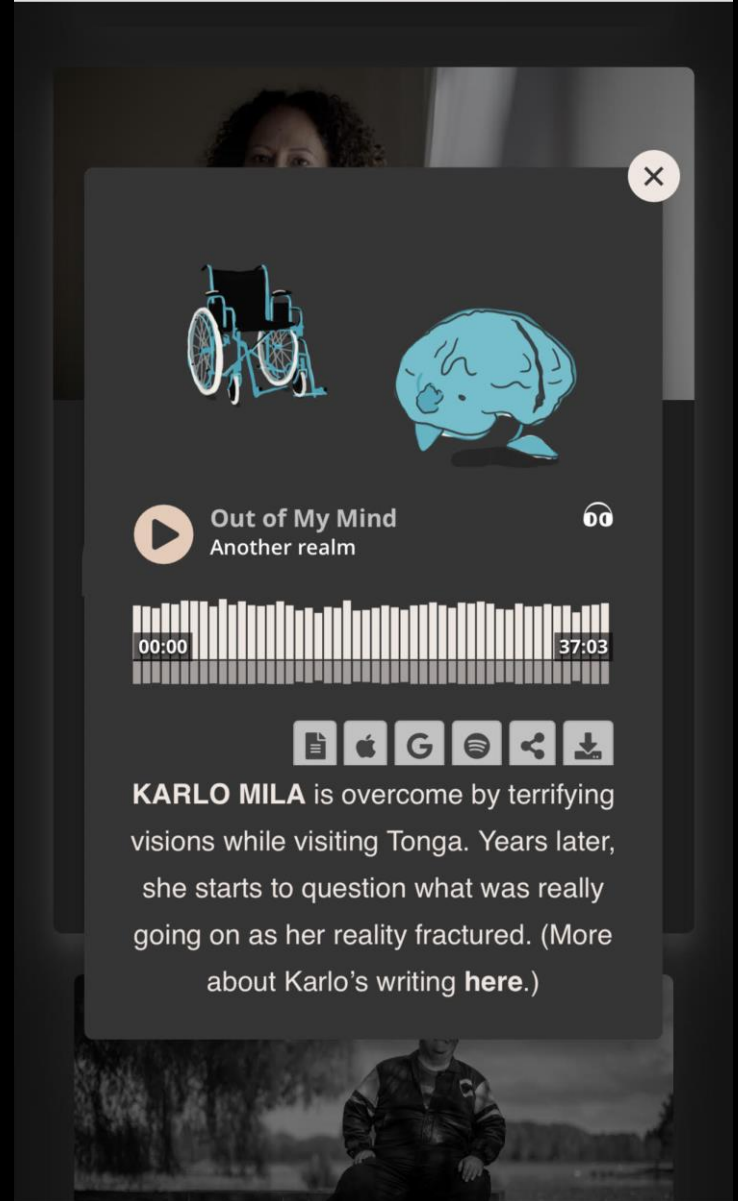 Out of My Mind
Another realm
00:00
37:03
KARLO MILA is overcome by terrifying
visions while visiting Tonga. Years later,
she starts to question what was really
going on as her reality fractured. (More
about Karlo’s writing here.)